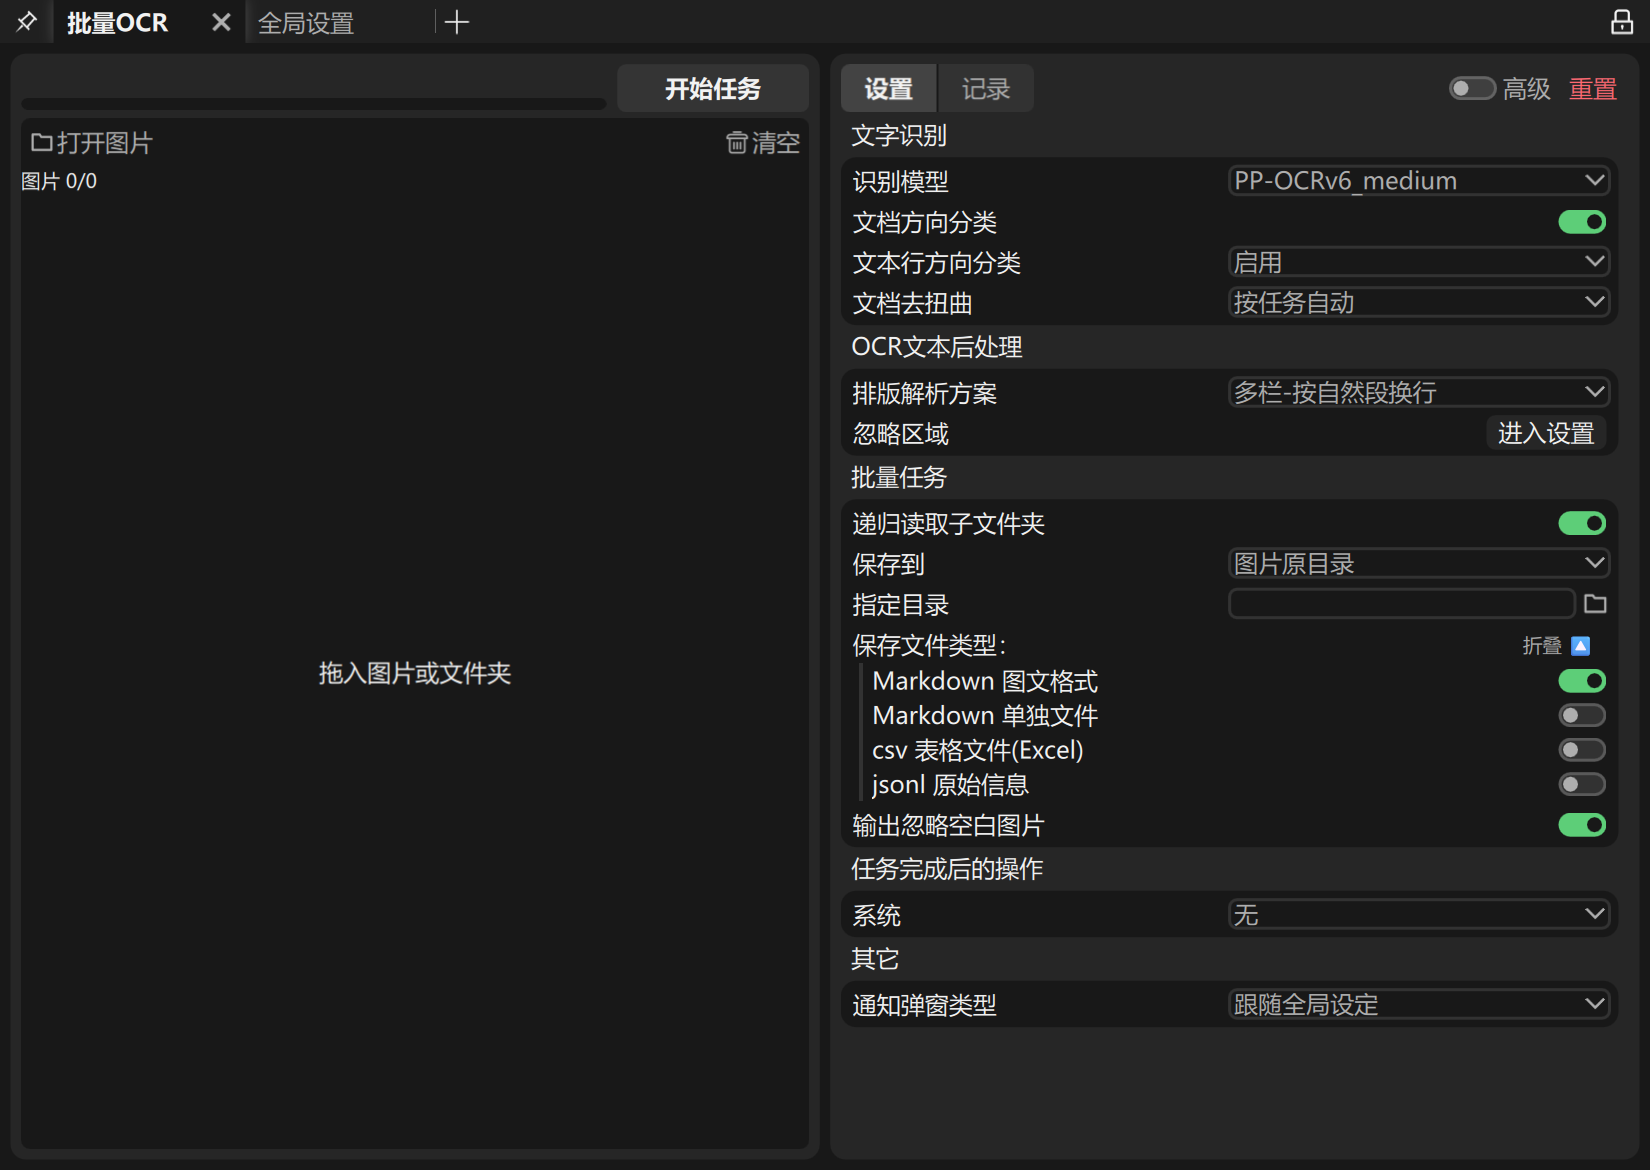 批量OCR
全局设置
开始任务
打开图片
清空
图片 0/0
拖入图片或文件夹
设置
记录
高级
重置
文字识别
识别模型
PP-OCRv6_medium
文档方向分类
文本行方向分类
启用
文档去扭曲
按任务自动
OCR文本后处理
排版解析方案
多栏-按自然段换行
忽略区域
进入设置
批量任务
递归读取子文件夹
保存到
图片原目录
指定目录
保存文件类型：
折叠
Markdown 图文格式
Markdown 单独文件
csv 表格文件(Excel)
jsonl 原始信息
输出忽略空白图片
任务完成后的操作
系统
无
其它
通知弹窗类型
跟随全局设定